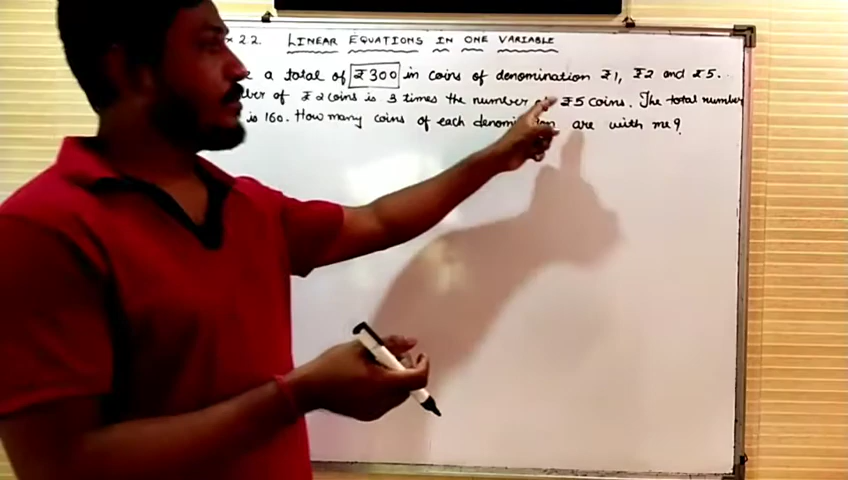 22. LINEAR EQUATIONS IN ONE VARIABLE
a total of ₹300 in coins of denomination ₹1, ₹2 and ₹5.
of ₹2 coins is 3 times the number ₹5 coins. The total number
is 160. How many coins of each are with me?